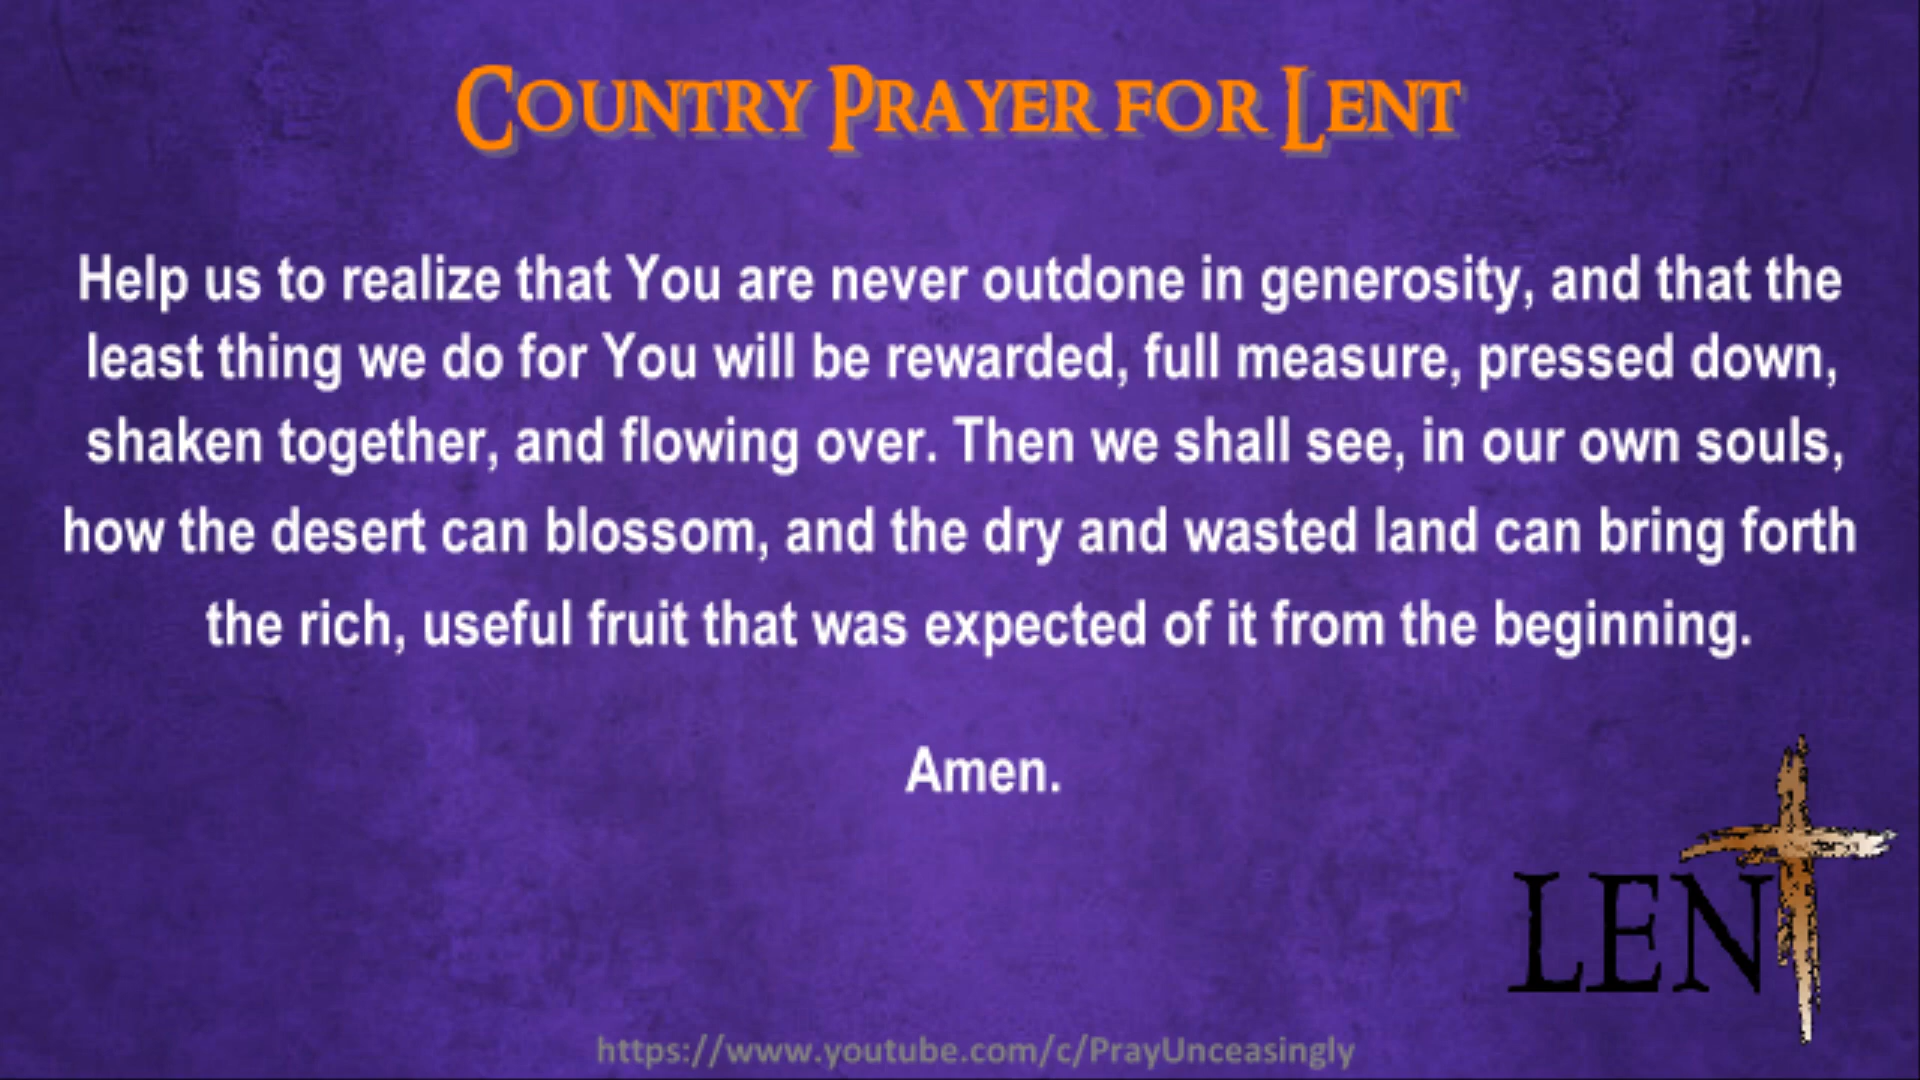 Country Prayer for Lent
Help us to realize that You are never outdone in generosity, and that the
least thing we do for You will be rewarded, full measure, pressed down,
shaken together, and flowing over. Then we shall see, in our own souls,
how the desert can blossom, and the dry and wasted land can bring forth
the rich, useful fruit that was expected of it from the beginning.
Amen.
LENT
https://www.youtube.com/c/PrayUnceasingly